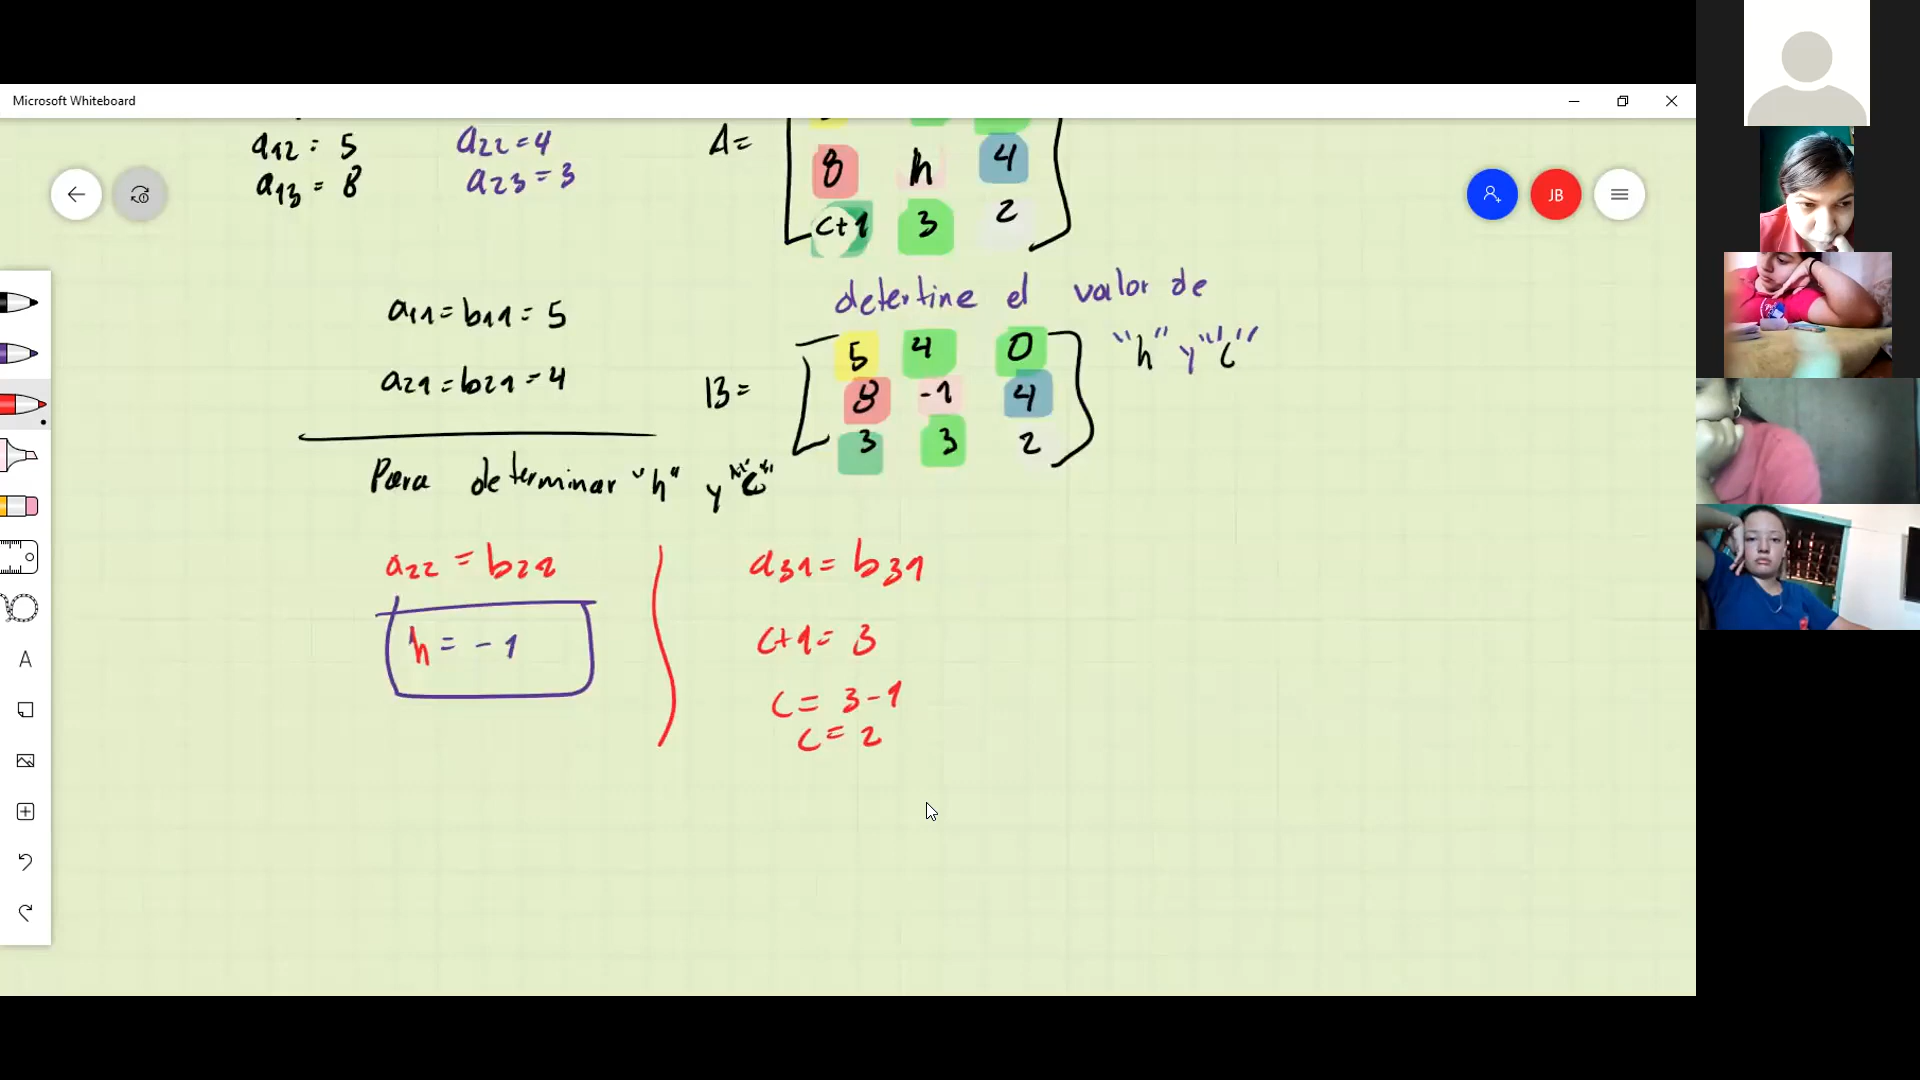 Microsoft Whiteboard
a12 = 5
a13 = 8
a22 = 4
a23 = 3
A=
8 h 4
c+1 3 2
JB
a11 = b11 = 5
a21 = b21 = 4
detertine el valor de
"h" y "c"
B=
5 4 0
8 -1 4
3 3 2
Para determinar "h" y "c"
a22 = b22
h = -1
a31 = b31
c+1 = 3
c = 3-1
c = 2
A